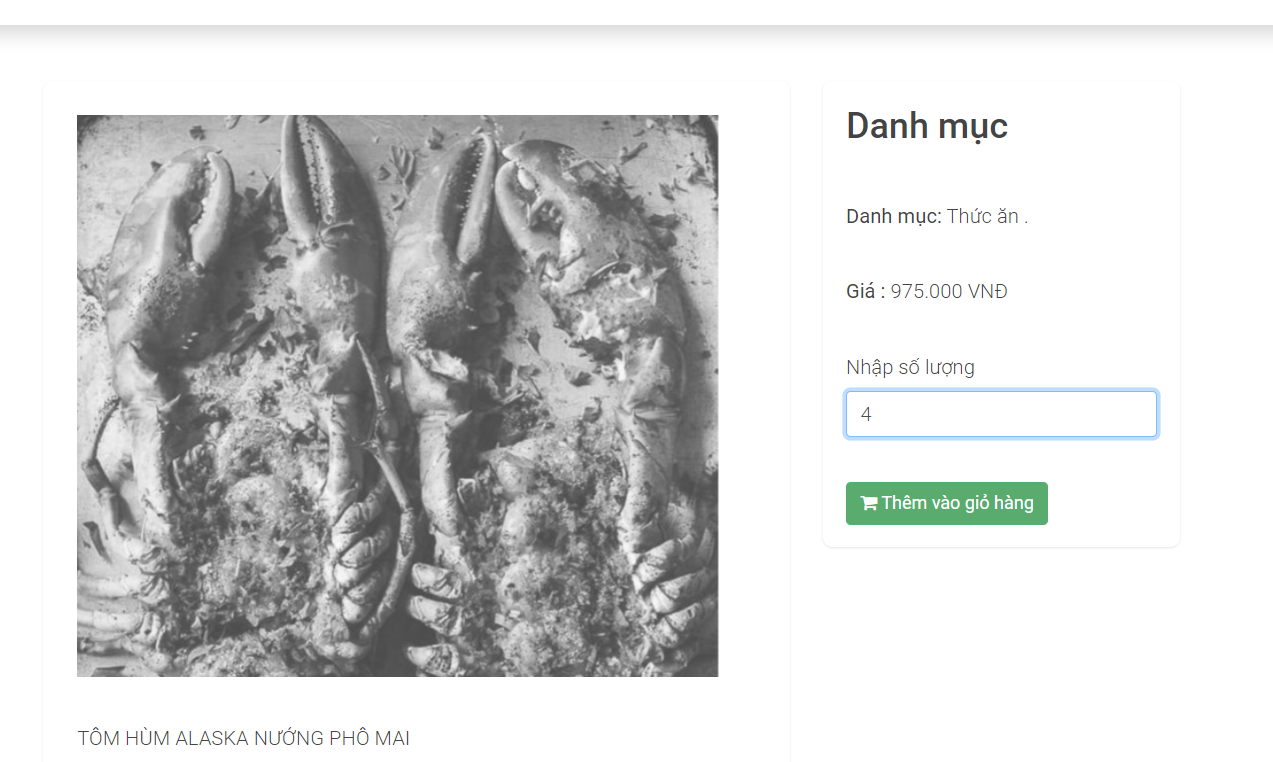 Danh mục
Danh mục: Thức ăn .
Giá : 975.000 VNĐ
Nhập số lượng
4
Thêm vào giỏ hàng
TÔM HÙM ALASKA NƯỚNG PHÔ MAI